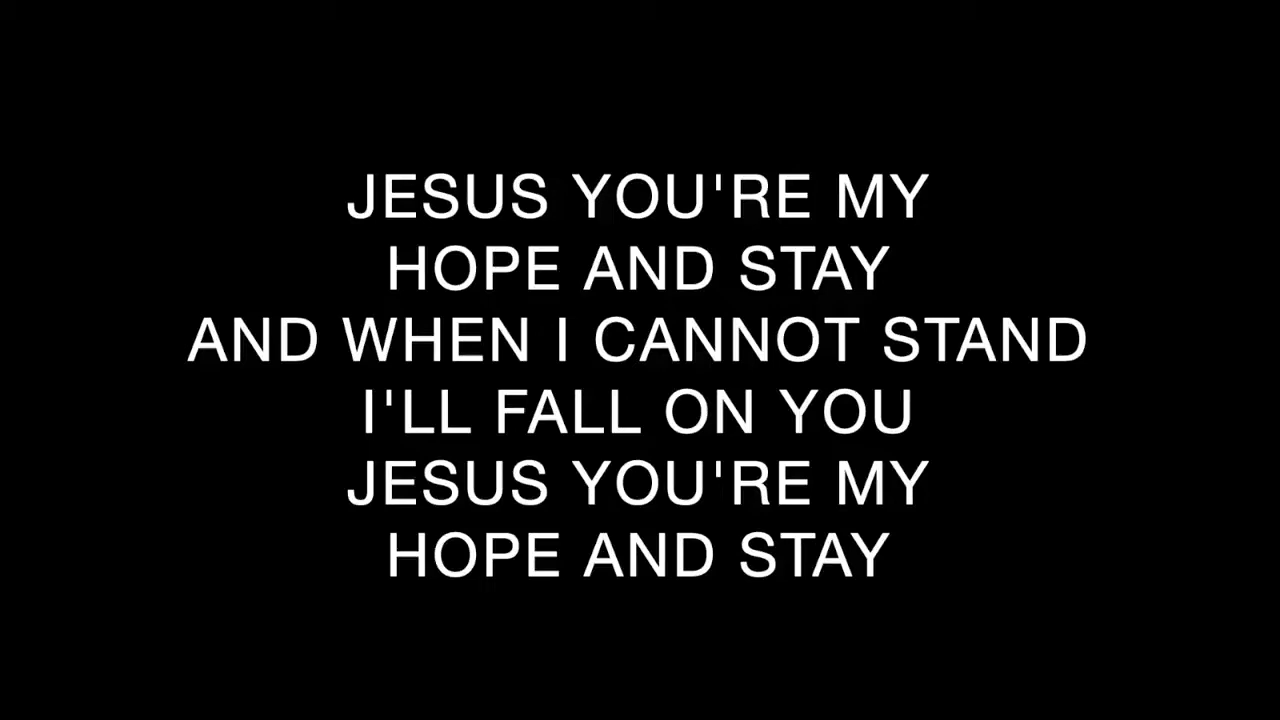 JESUS YOU'RE MY
HOPE AND STAY
AND WHEN I CANNOT STAND
I'LL FALL ON YOU
JESUS YOU'RE MY
HOPE AND STAY